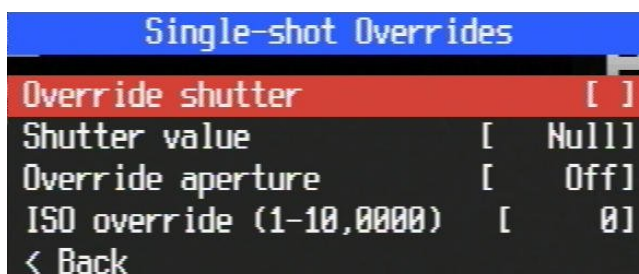 Single-shot Overrides
Override shutter [ ]
Shutter value [ Null]
Override aperture [ Off]
ISO override (1-10,0000) [ 0]
< Back